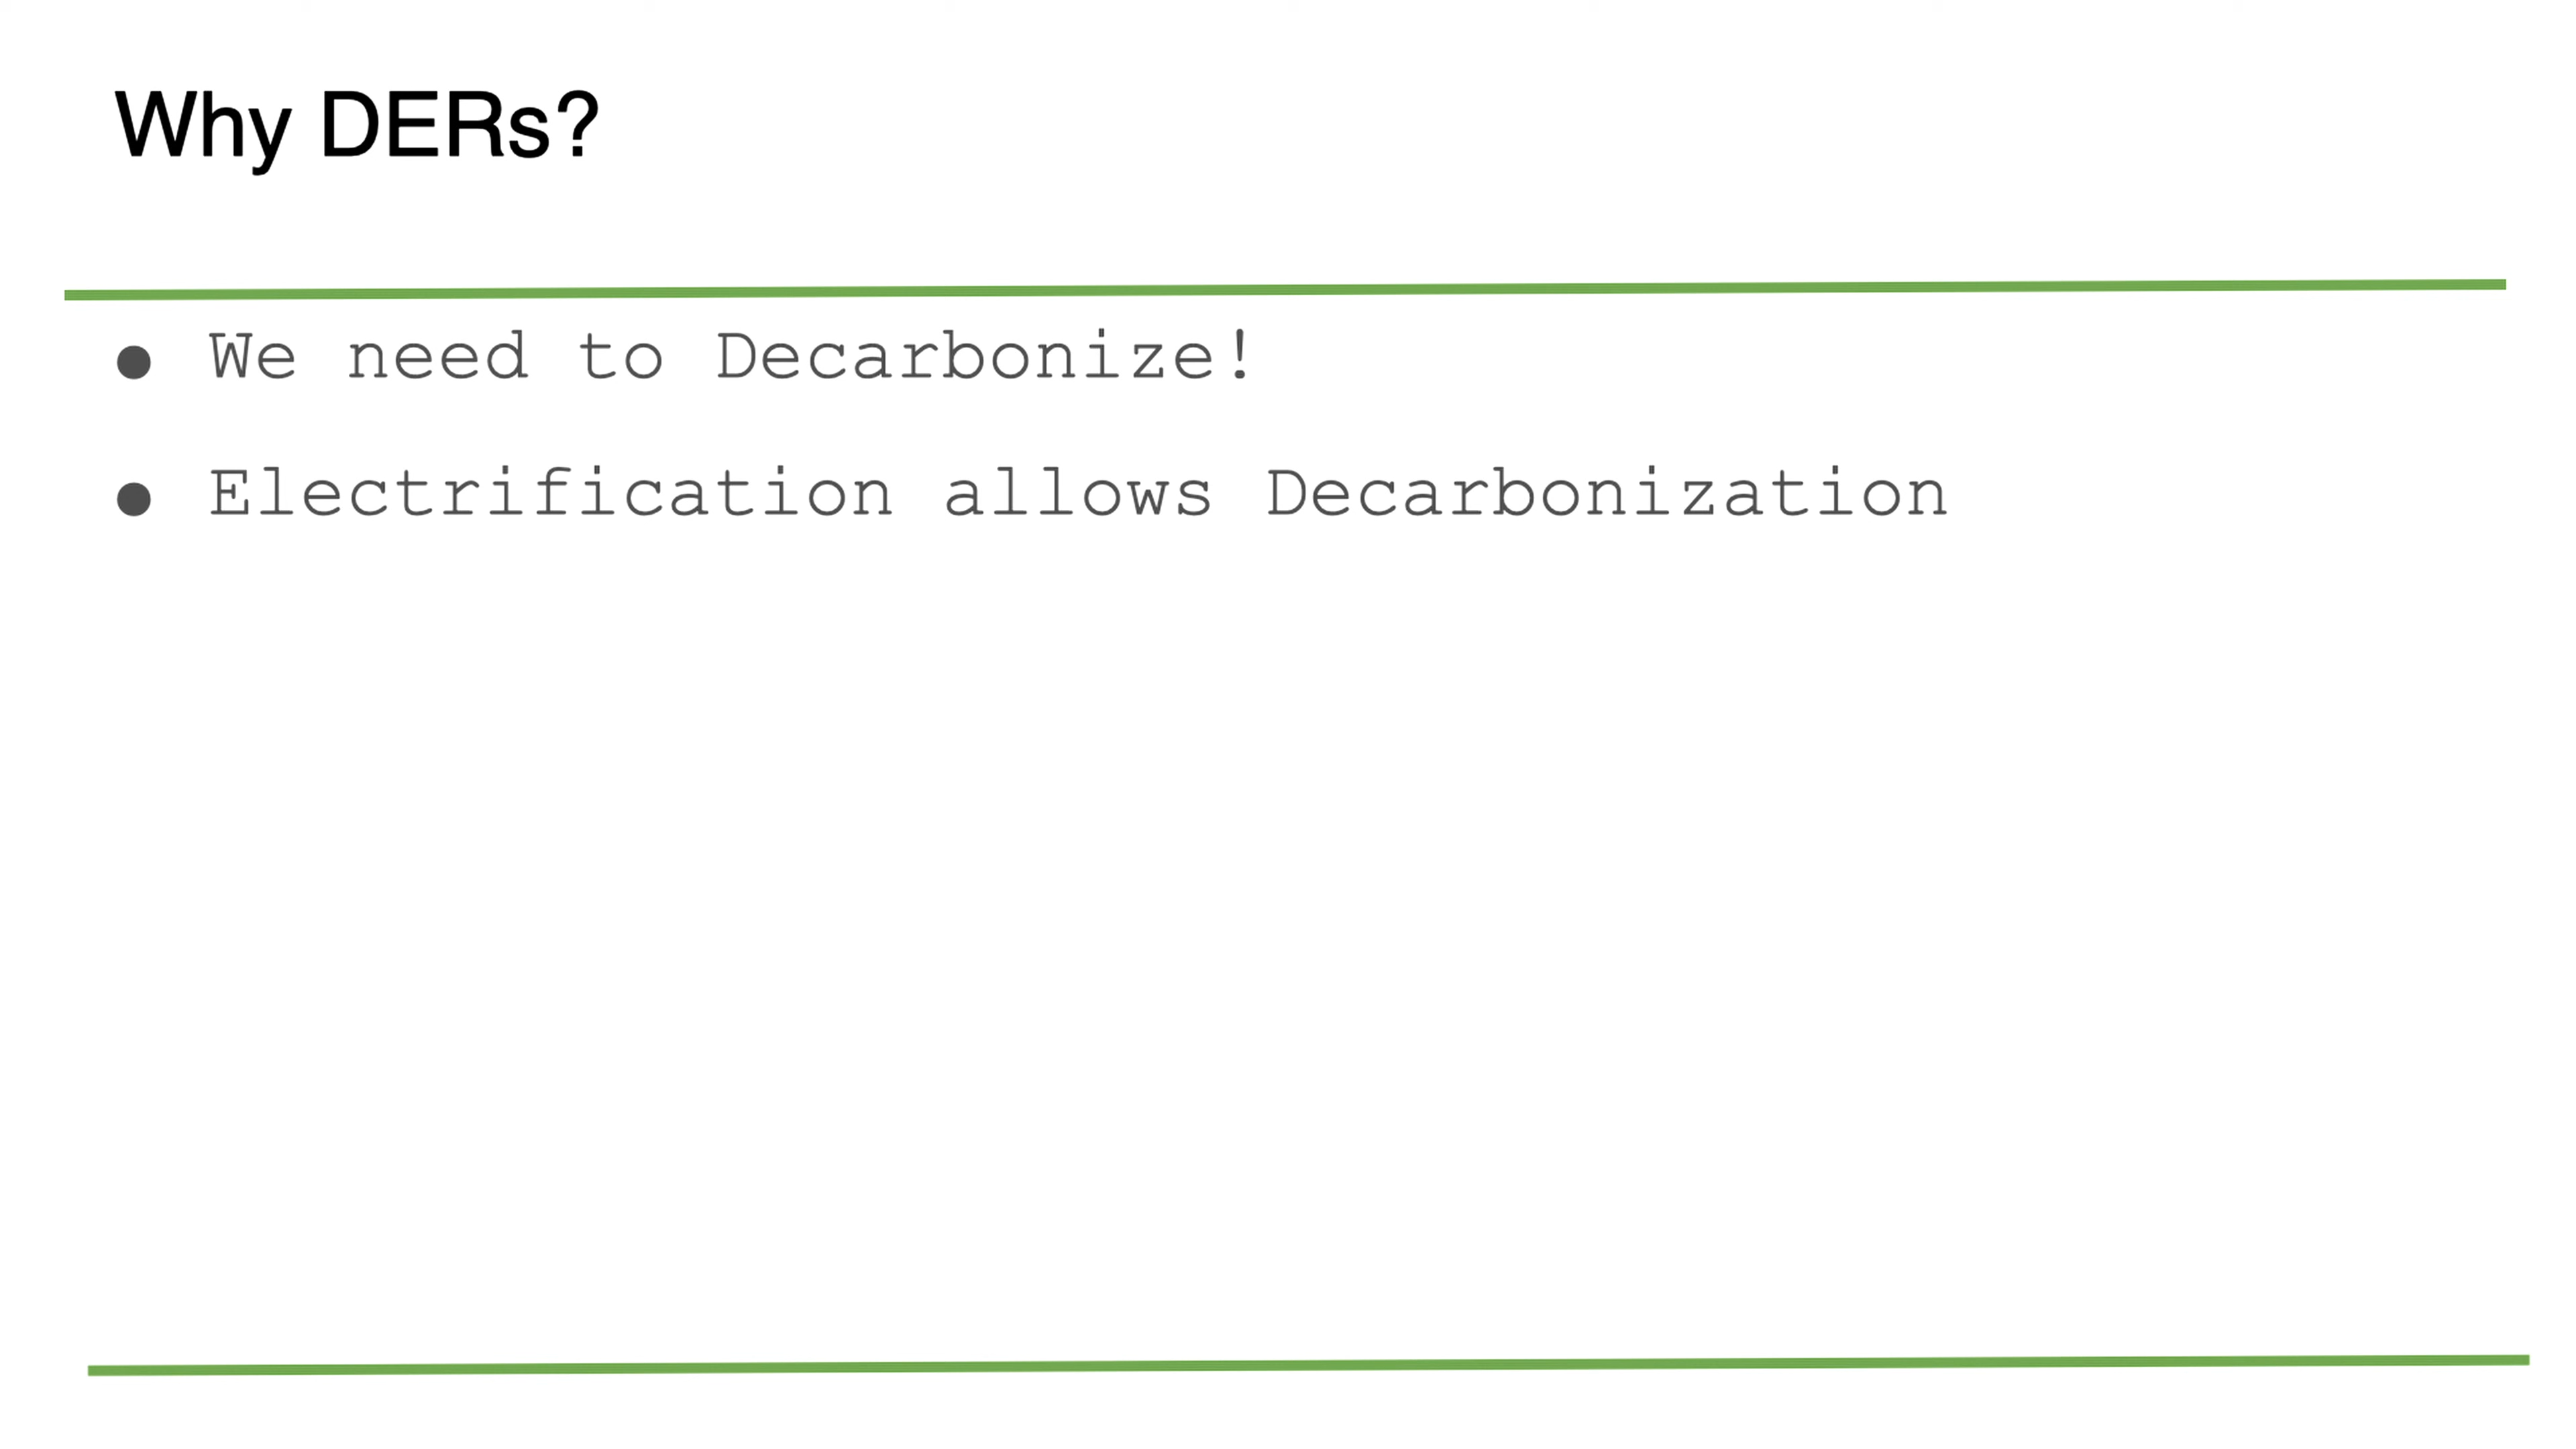 Why DERs?
● We need to Decarbonize!
● Electrification allows Decarbonization